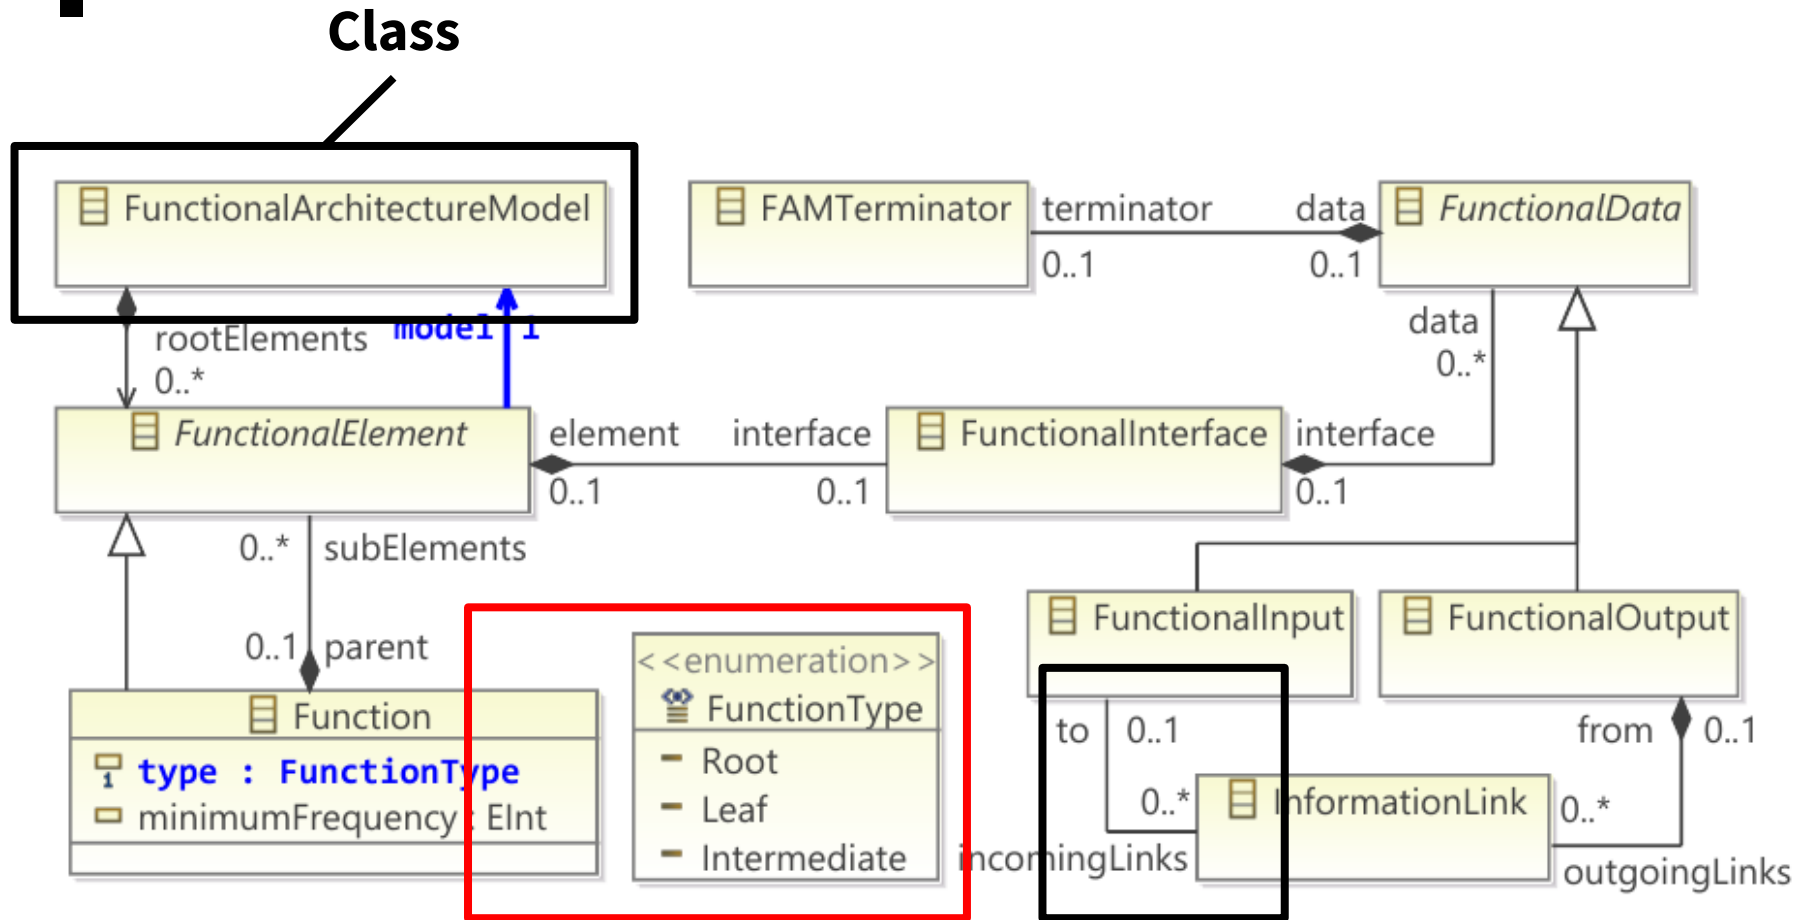 Class
FunctionalArchitectureModel
FAMTerminator
terminator
data
FunctionalData
0..1
0..1
rootElements
model 1
0..*
data
0..*
FunctionalElement
element
interface
FunctionalInterface
interface
0..1
0..1
0..1
0..*
subElements
0..1
parent
Function
type : FunctionType
minimumFrequency : EInt
<<enumeration>>
FunctionType
Root
Leaf
Intermediate
FunctionalInput
FunctionalOutput
to
0..1
from
0..1
0..*
InformationLink
0..*
incomingLinks
outgoingLinks